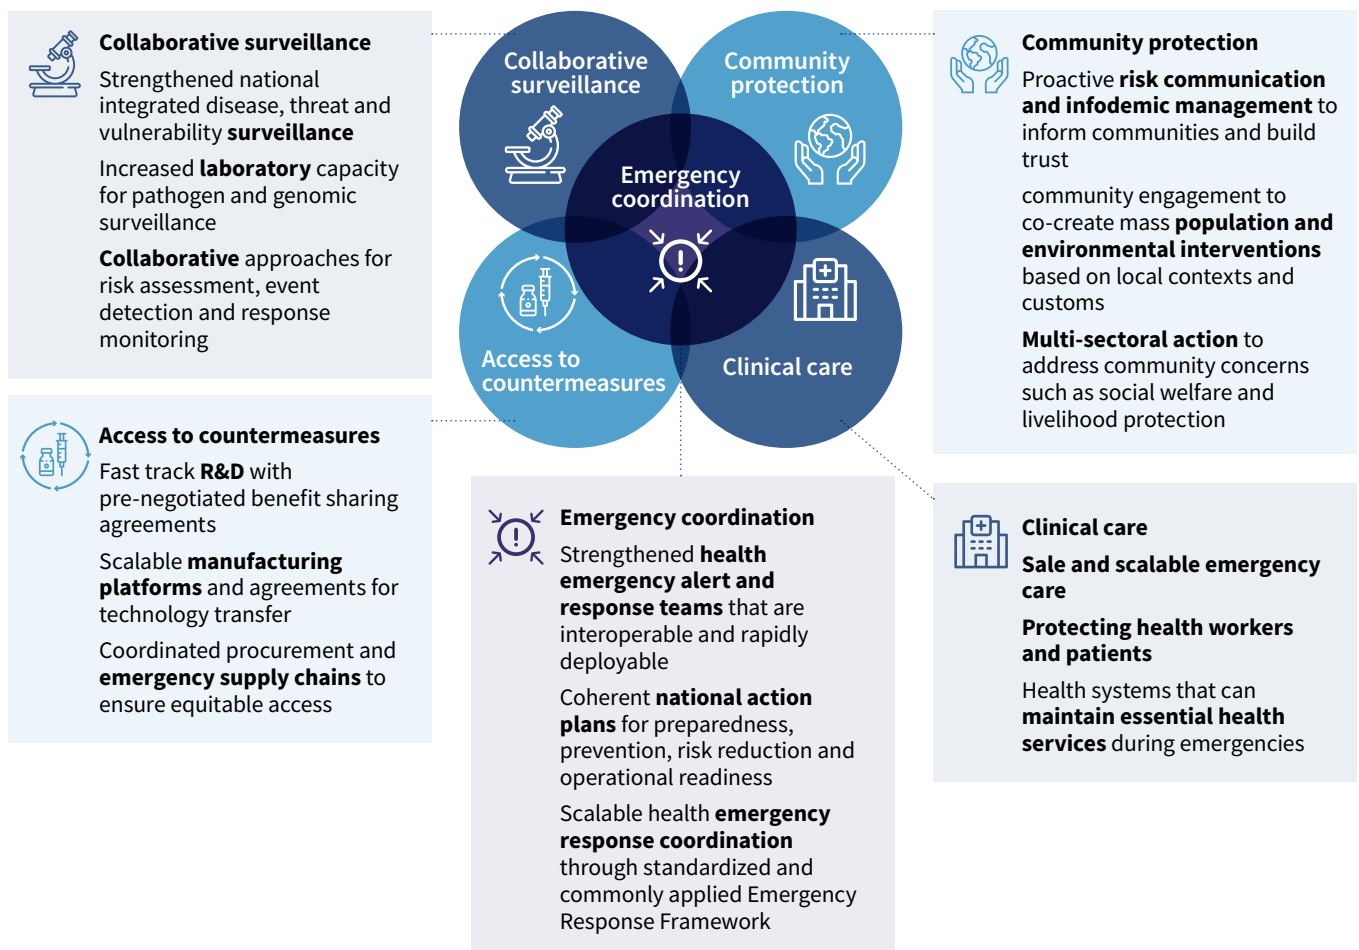 Collaborative surveillance
Strengthened national
integrated disease, threat and
vulnerability surveillance
Increased laboratory capacity
for pathogen and genomic
surveillance
Collaborative approaches for
risk assessment, event
detection and response
monitoring
Access to countermeasures
Fast track R&D with
pre-negotiated benefit sharing
agreements
Scalable manufacturing
platforms and agreements for
technology transfer
Coordinated procurement and
emergency supply chains to
ensure equitable access
Collaborative
surveillance
Community
protection
Emergency
coordination
Access to
countermeasures
Clinical care
Emergency coordination
Strengthened health
emergency alert and
response teams that are
interoperable and rapidly
deployable
Coherent national action
plans for preparedness,
prevention, risk reduction and
operational readiness
Scalable health emergency
response coordination
through standardized and
commonly applied Emergency
Response Framework
Community protection
Proactive risk communication
and infodemic management to
inform communities and build
trust
community engagement to
co-create mass population and
environmental interventions
based on local contexts and
customs
Multi-sectoral action to
address community concerns
such as social welfare and
livelihood protection
Clinical care
Sale and scalable emergency
care
Protecting health workers
and patients
Health systems that can
maintain essential health
services during emergencies